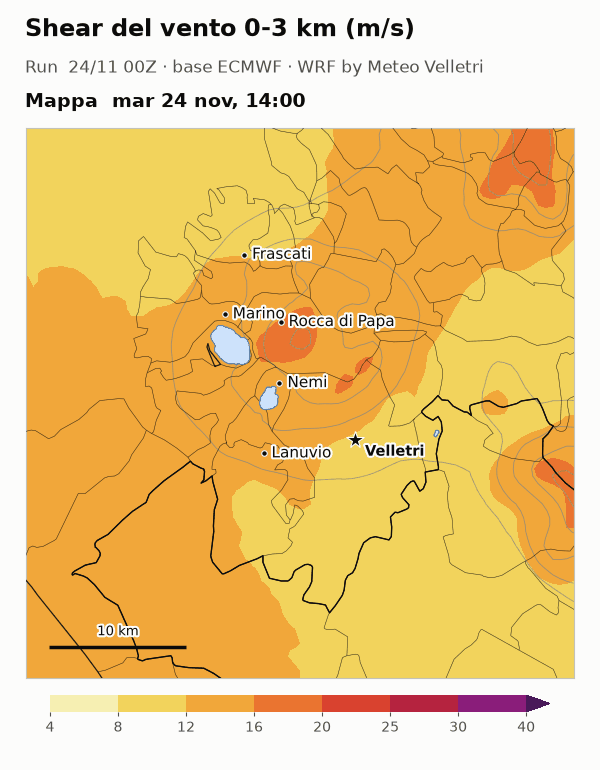 Shear del vento 0-3 km (m/s)
Run  24/11 00Z · base ECMWF · WRF by Meteo Velletri
Mappa  mar 24 nov, 14:00
Frascati
Marino
Rocca di Papa
Nemi
Velletri
Lanuvio
10 km
4 8 12 16 20 25 30 40